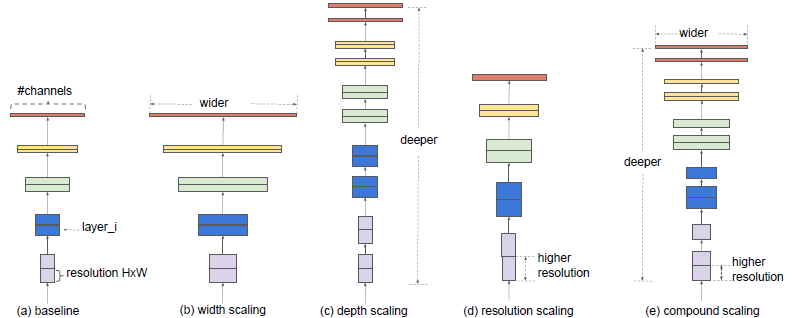 #channels
wider
deeper
wider
deeper
layer_i
resolution HxW
higher
resolution
higher
resolution
(a) baseline
(b) width scaling
(c) depth scaling
(d) resolution scaling
(e) compound scaling